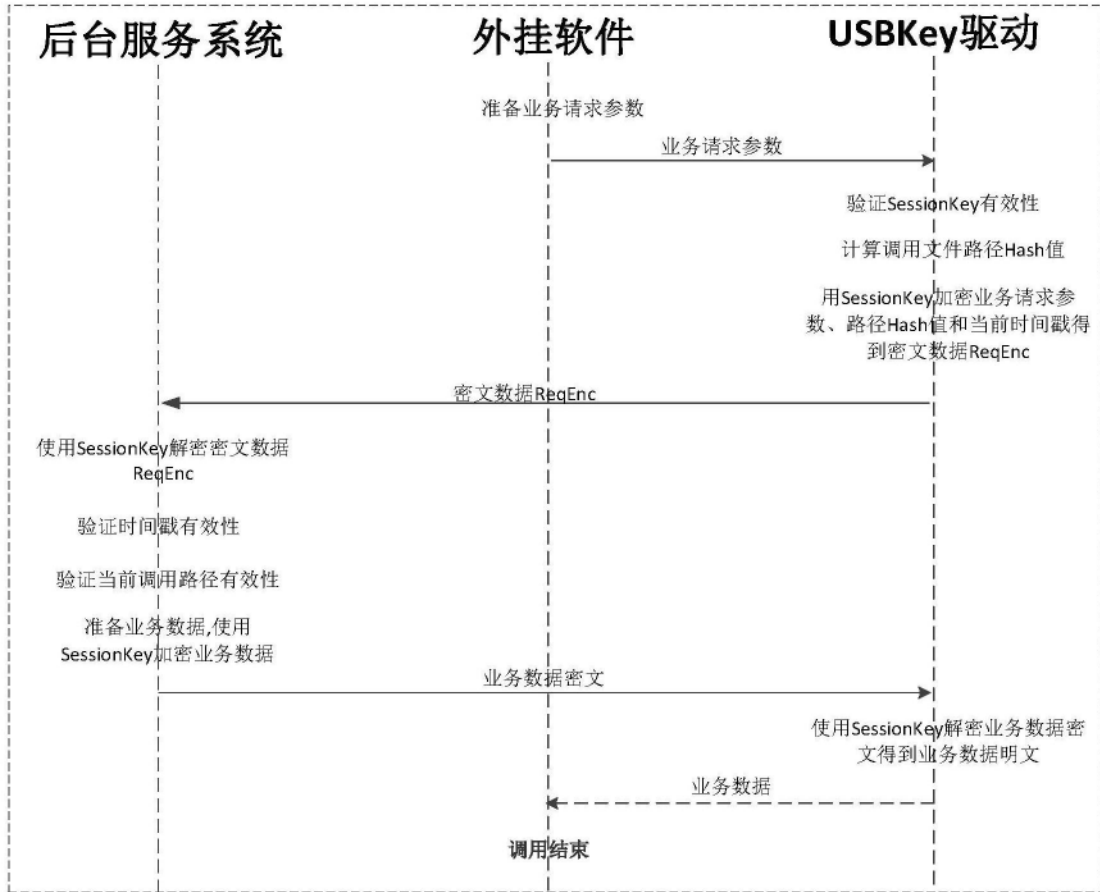 后台服务系统
外挂软件
USBKey驱动
准备业务请求参数
业务请求参数
验证SessionKey有效性
计算调用文件路径Hash值
用SessionKey加密业务请求参
数、路径Hash值和当前时间戳得
到密文数据ReqEnc
密文数据ReqEnc
使用SessionKey解密密文数据
ReqEnc
验证时间戳有效性
验证当前调用路径有效性
准备业务数据,使用
SessionKey加密业务数据
业务数据密文
使用SessionKey解密业务数据密
文得到业务数据明文
业务数据
调用结束